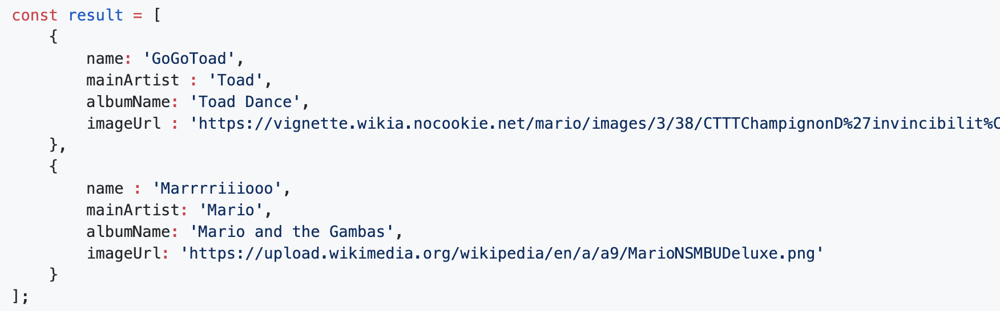 const result = [
    {
        name: 'GoGoToad',
        mainArtist : 'Toad',
        albumName: 'Toad Dance',
        imageUrl : 'https://vignette.wikia.nocookie.net/mario/images/3/38/CTTTChampignonD%27invincibilit%C
    },
    {
        name : 'Marrrriiiooo',
        mainArtist: 'Mario',
        albumName: 'Mario and the Gambas',
        imageUrl: 'https://upload.wikimedia.org/wikipedia/en/a/a9/MarioNSMBUDeluxe.png'
    }
];